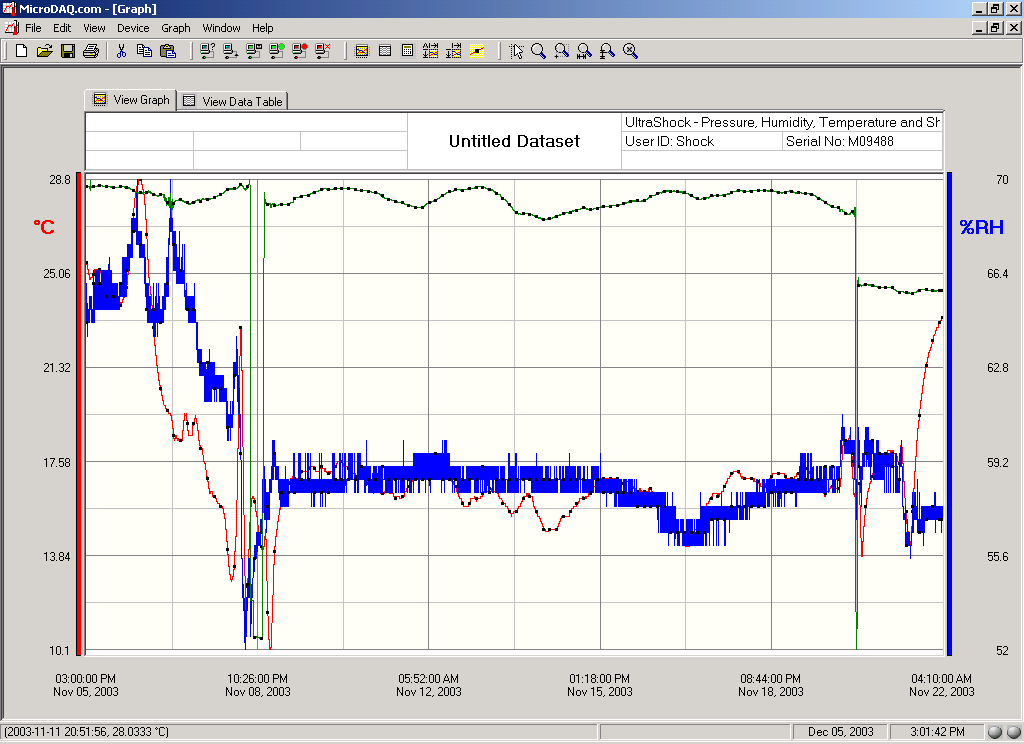 MicroDAQ.com - [Graph]
File Edit View Device Graph Window Help
View Graph View Data Table
Untitled Dataset
UltraShock - Pressure, Humidity, Temperature and Sh
User ID: Shock Serial No: M09488
28.8 70
°C %RH
25.06 66.4
21.32 62.8
17.58 59.2
13.84 55.6
10.1 52
03:00:00 PM 10:26:00 PM 05:52:00 AM 01:18:00 PM 08:44:00 PM 04:10:00 AM
Nov 05, 2003 Nov 08, 2003 Nov 12, 2003 Nov 15, 2003 Nov 18, 2003 Nov 22, 2003
(2003-11-11 20:51:56, 28.0333 °C) Dec 05, 2003 3:01:42 PM